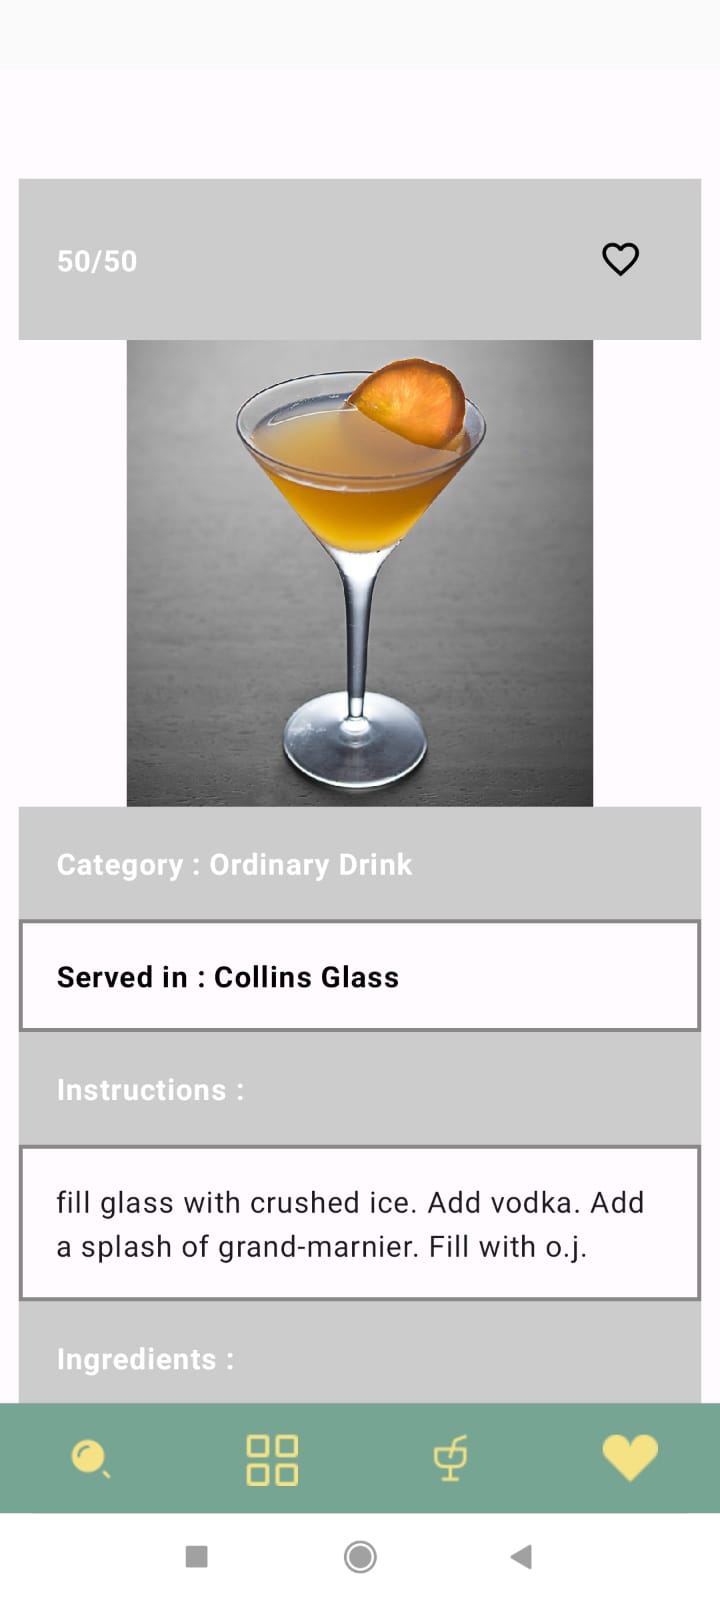 50/50
Category : Ordinary Drink
Served in : Collins Glass
Instructions :
fill glass with crushed ice. Add vodka. Add
a splash of grand-marnier. Fill with o.j.
Ingredients :